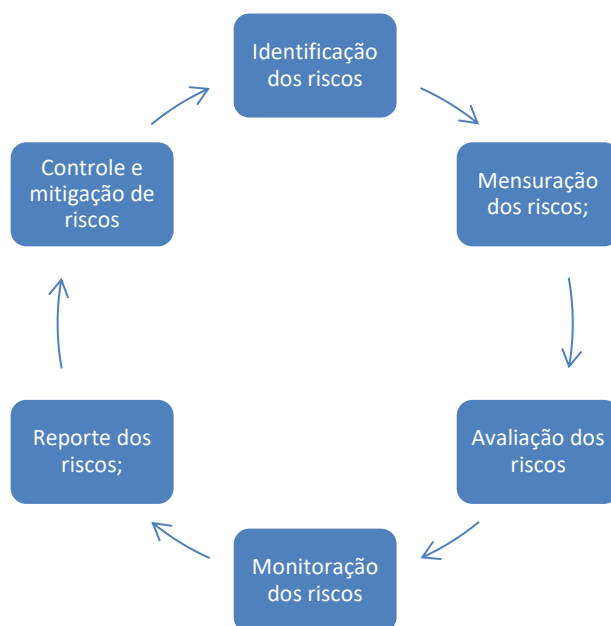 Identificação
dos riscos
Mensuração
dos riscos;
Avaliação dos
riscos
Monitoração
dos riscos
Reporte dos
riscos;
Controle e
mitigação de
riscos